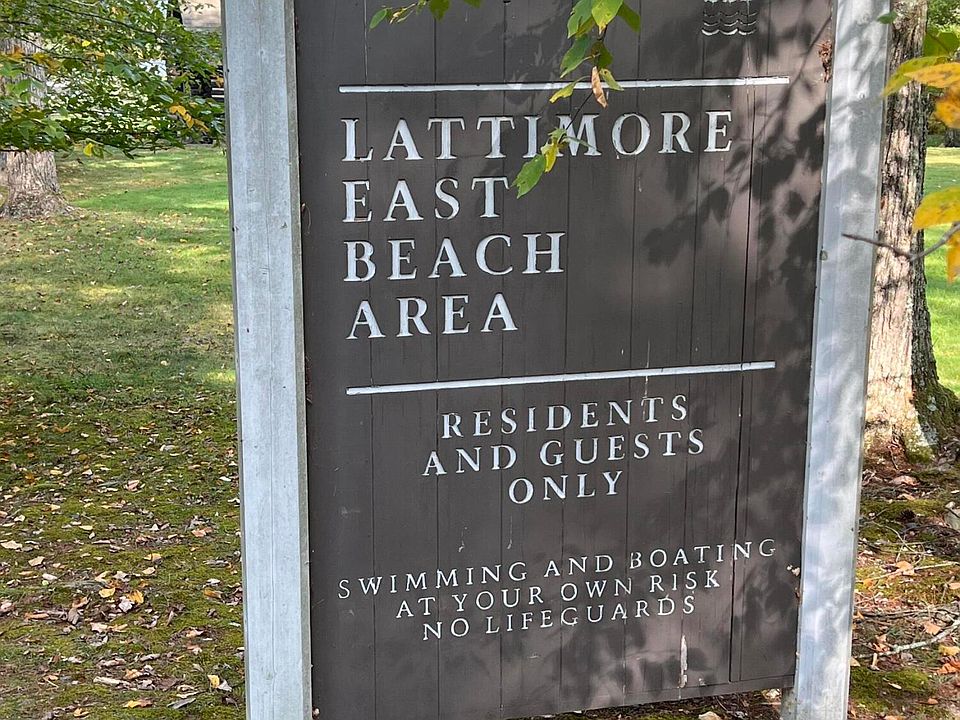 LATTIMORE
EAST
BEACH
AREA
RESIDENTS
AND GUESTS
ONLY
SWIMMING AND BOATING
AT YOUR OWN RISK
NO LIFEGUARDS